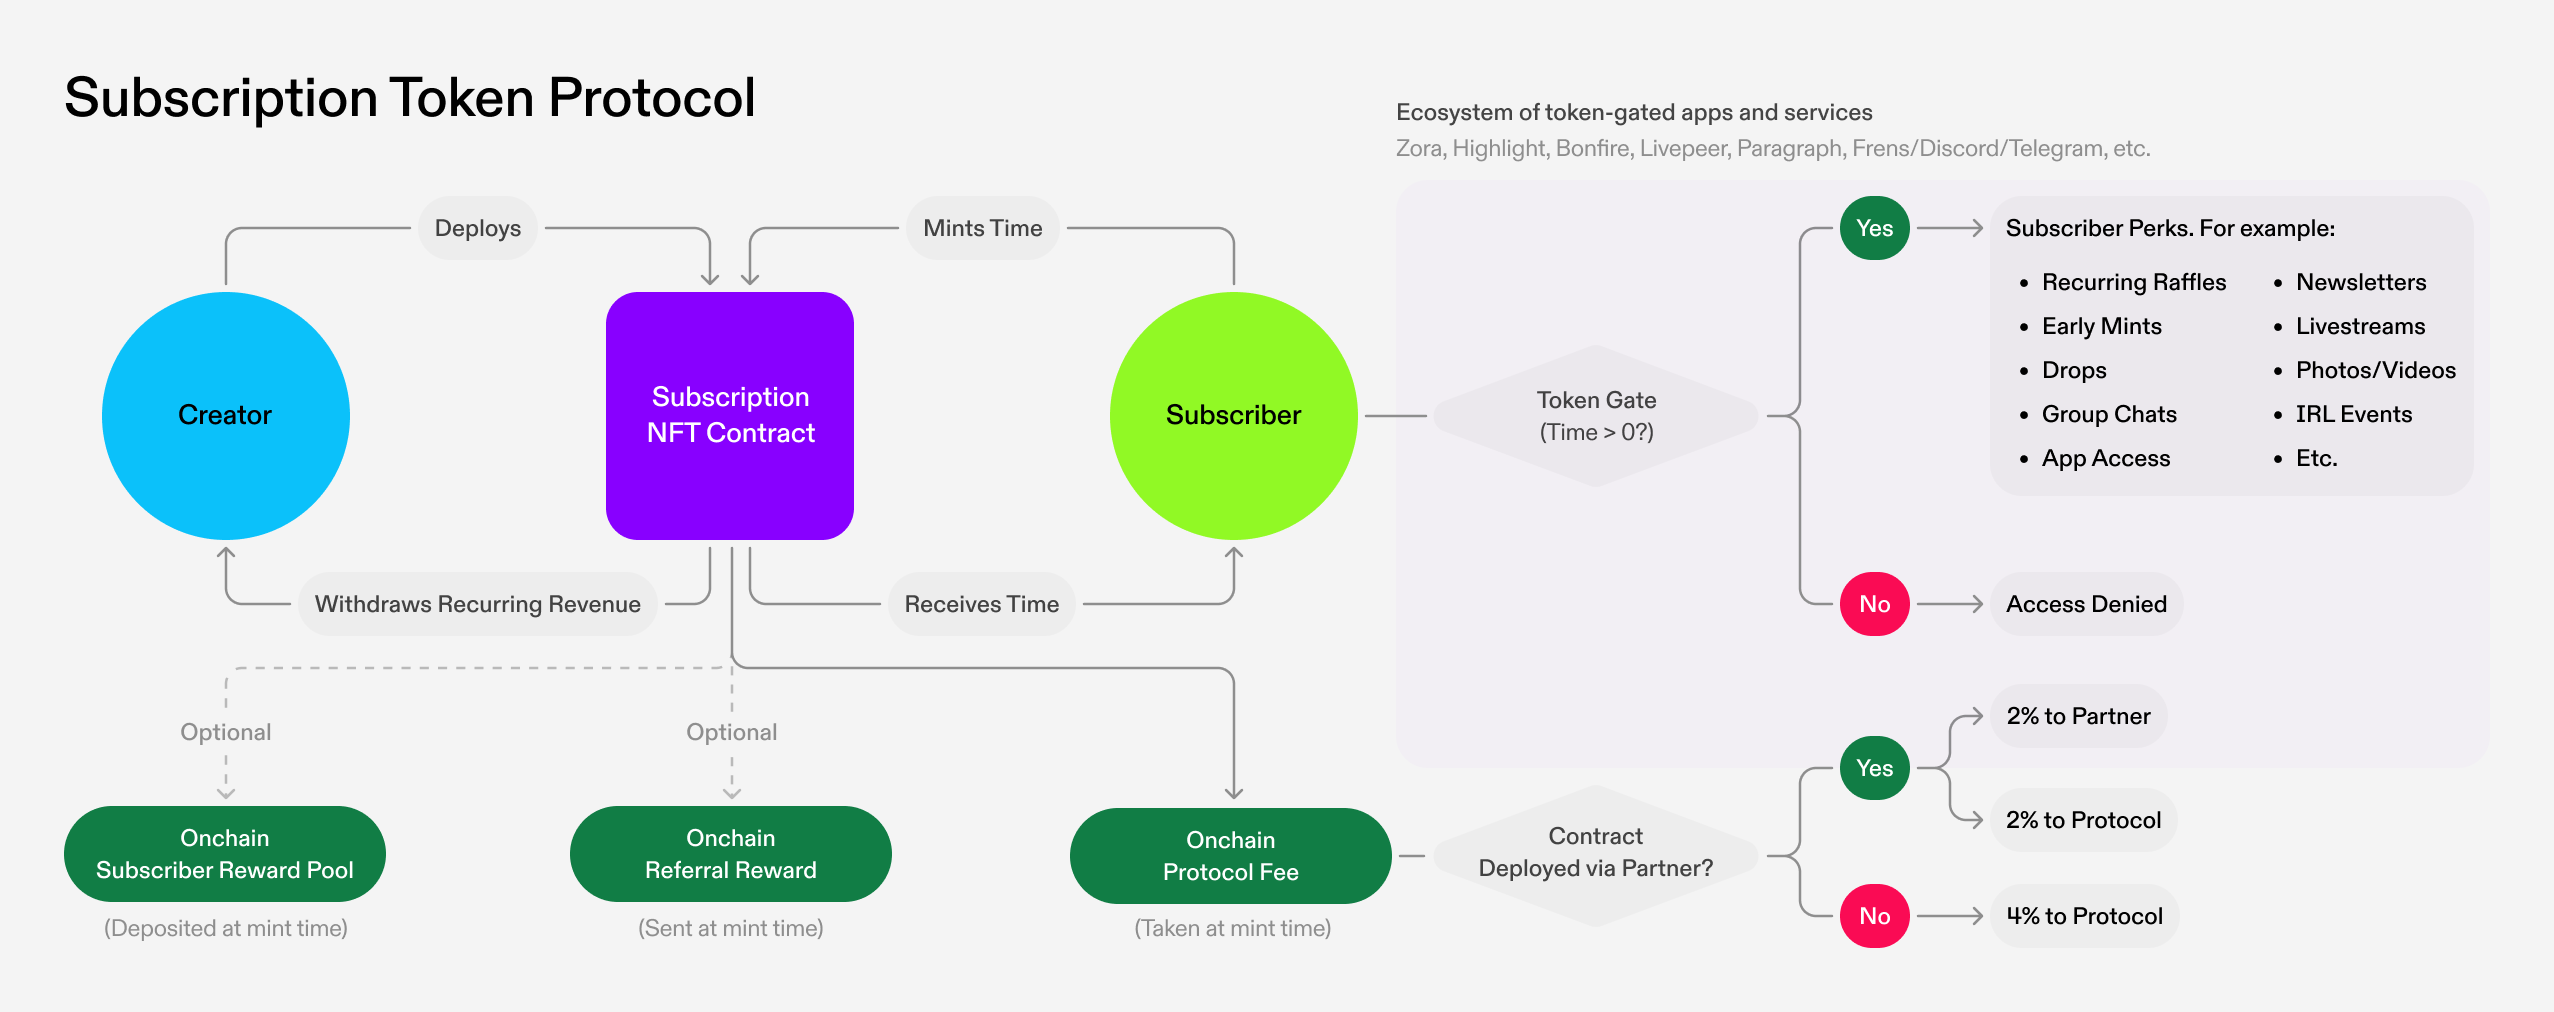 Subscription Token Protocol
Ecosystem of token-gated apps and services
Zora, Highlight, Bonfire, Livepeer, Paragraph, Frens/Discord/Telegram, etc.
Deploys
Mints Time
Creator
Subscription
NFT Contract
Subscriber
Withdraws Recurring Revenue
Receives Time
Token Gate
(Time > 0?)
Yes
Subscriber Perks. For example:
• Recurring Raffles
• Early Mints
• Drops
• Group Chats
• App Access
• Newsletters
• Livestreams
• Photos/Videos
• IRL Events
• Etc.
No
Access Denied
Optional
Optional
Onchain
Subscriber Reward Pool
(Deposited at mint time)
Onchain
Referral Reward
(Sent at mint time)
Onchain
Protocol Fee
(Taken at mint time)
Contract
Deployed via Partner?
Yes
2% to Partner
2% to Protocol
No
4% to Protocol